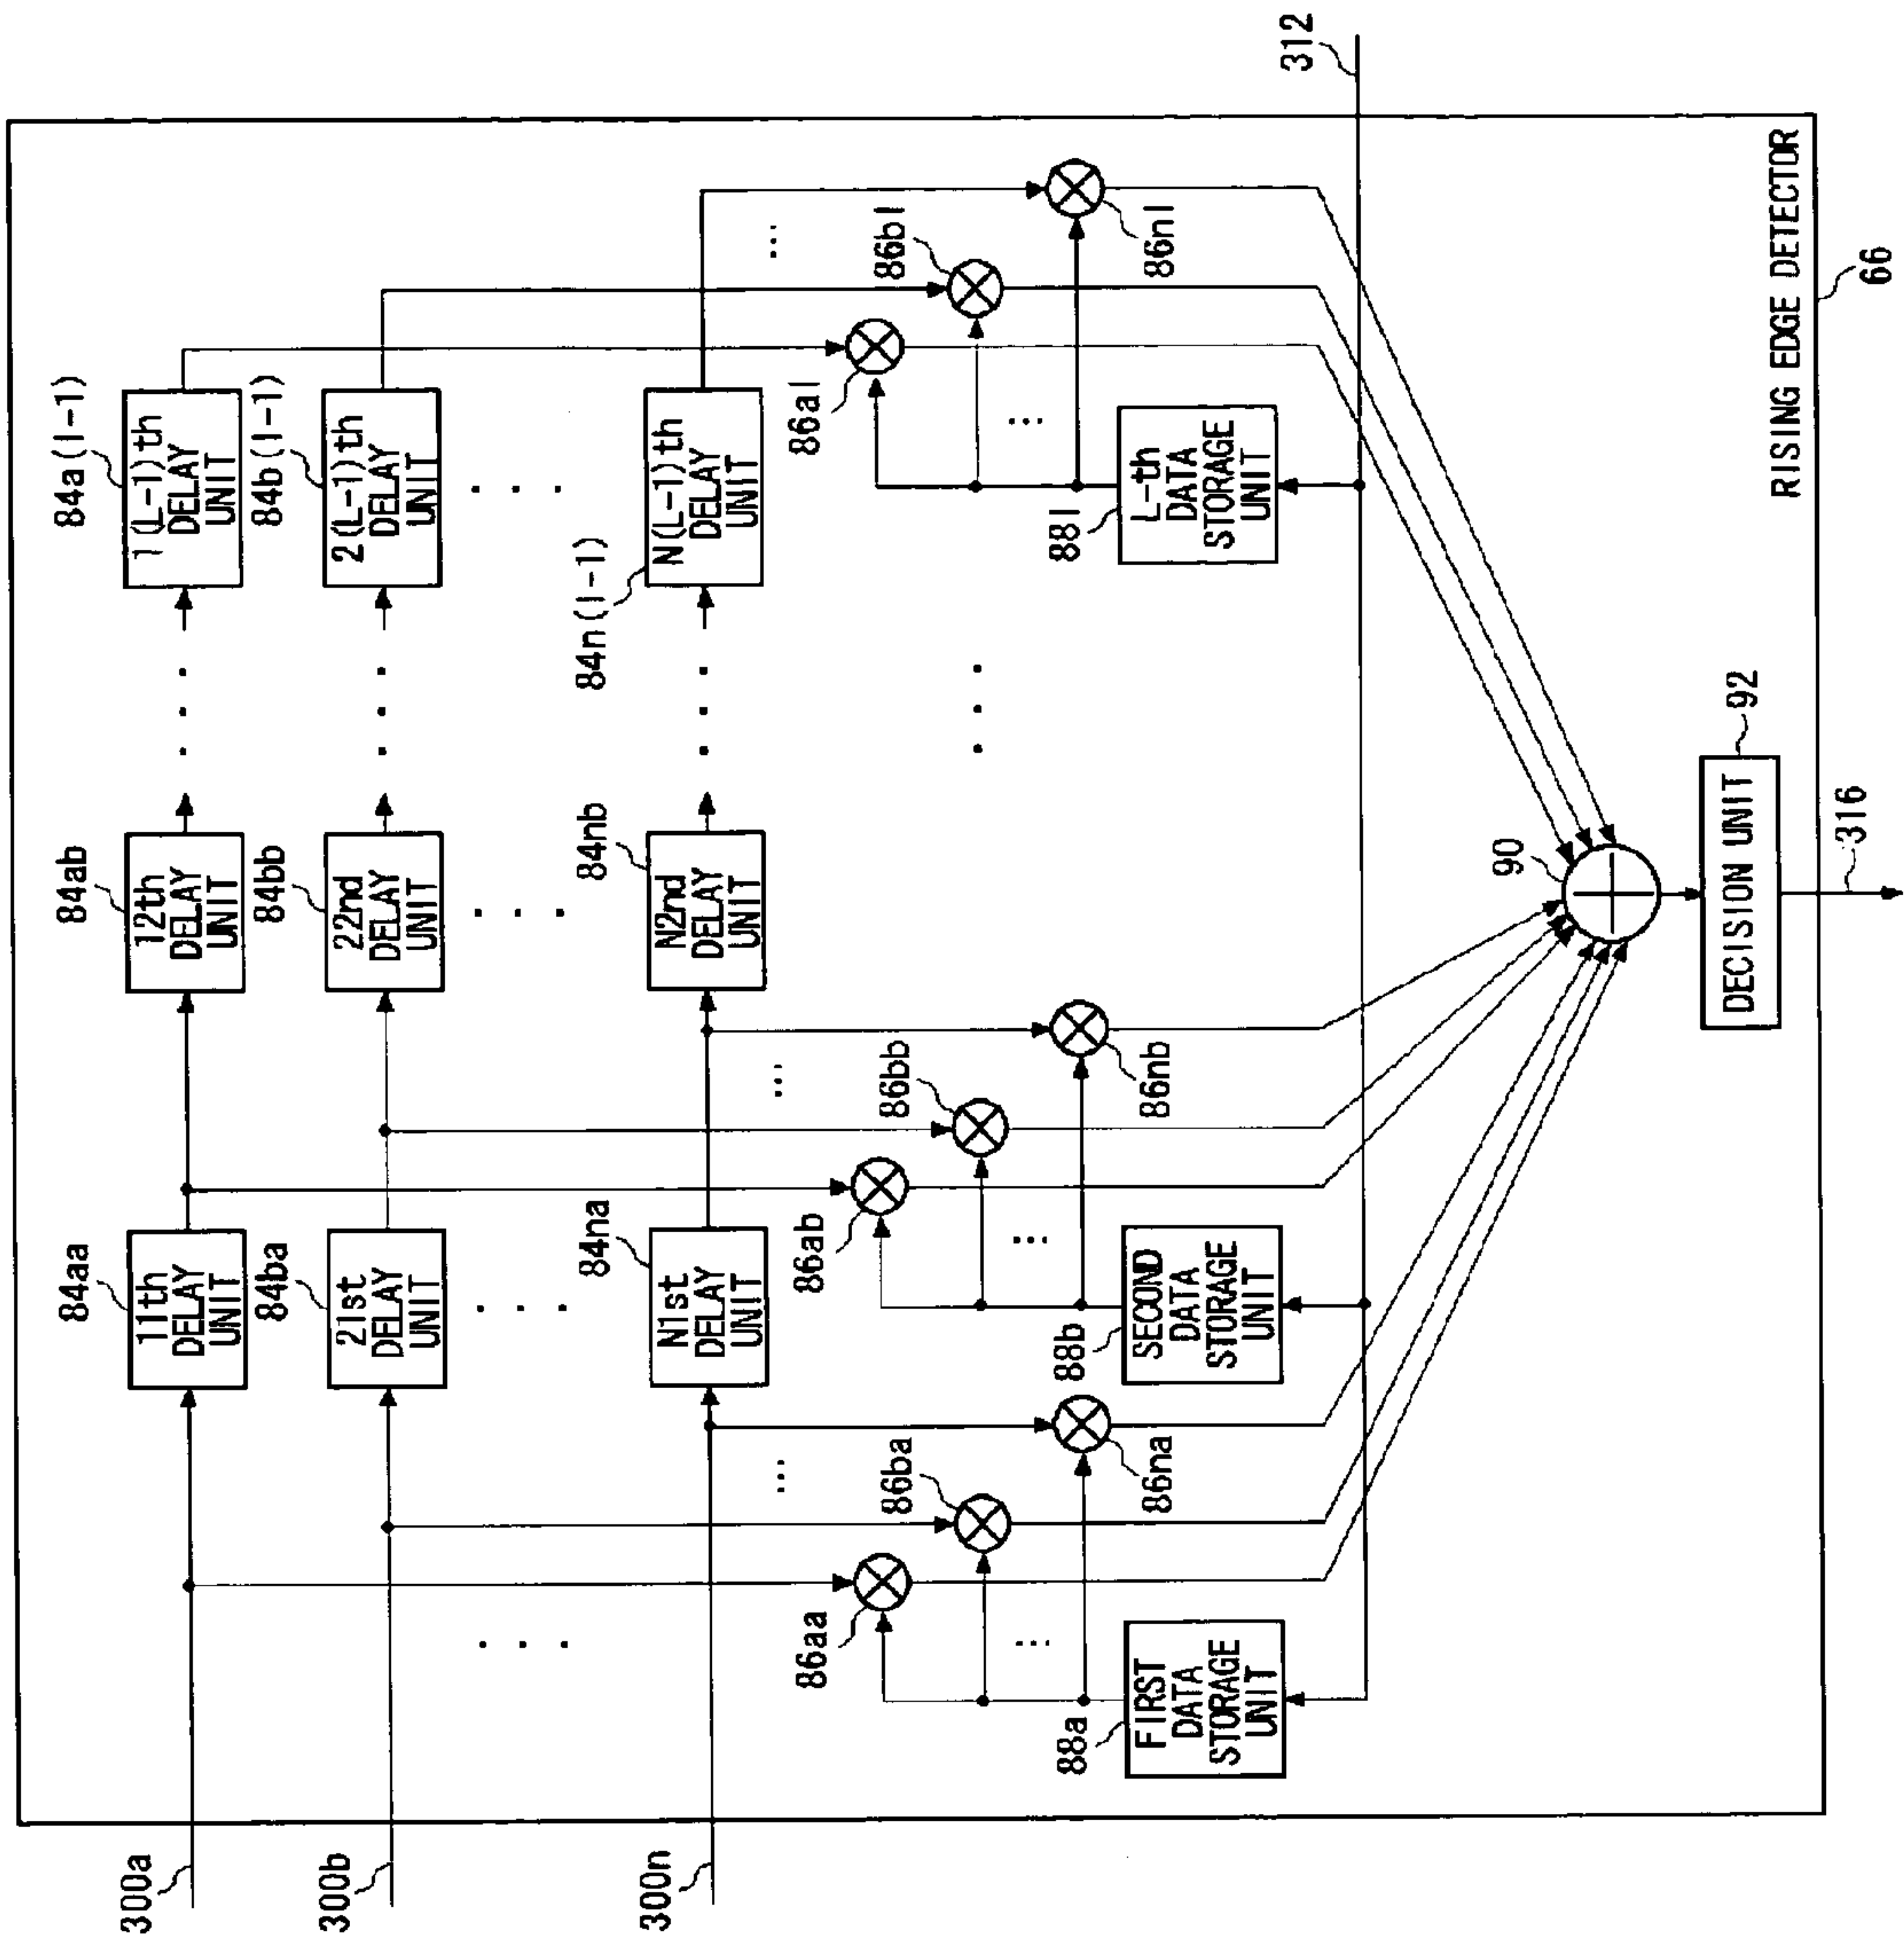 300a
84aa
11th
DELAY
UNIT
84ab
12th
DELAY
UNIT
. . .
84a(l-1)
1(L-1)th
DELAY
UNIT
300b
84ba
21st
DELAY
UNIT
84bb
22nd
DELAY
UNIT
. . .
84b(l-1)
2(L-1)th
DELAY
UNIT
. . .
. . .
. . .
. . .
300n
84na
N1st
DELAY
UNIT
84nb
N2nd
DELAY
UNIT
. . .
84n(l-1)
N(L-1)th
DELAY
UNIT
...
...
...
86aa
86ba
86na
86ab
86bb
86nb
. . .
86al
86bl
86nl
...
...
...
88a
FIRST
DATA
STORAGE
UNIT
88b
SECOND
DATA
STORAGE
UNIT
88l
L-th
DATA
STORAGE
UNIT
312
90
DECISION UNIT
92
316
RISING EDGE DETECTOR
66